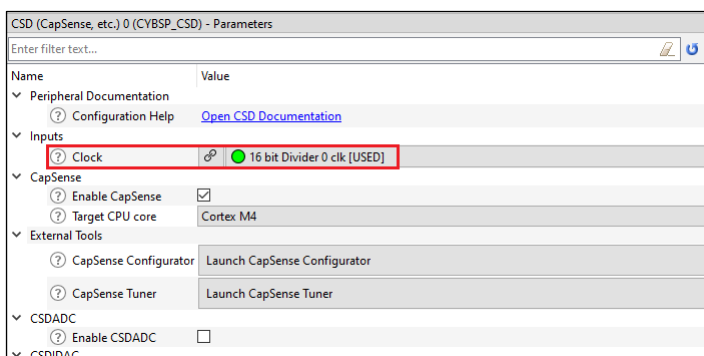 CSD (CapSense, etc.) 0 (CYBSP_CSD) - Parameters
Enter filter text...
Name Value
Peripheral Documentation
? Configuration Help Open CSD Documentation
Inputs
? Clock 16 bit Divider 0 clk [USED]
CapSense
? Enable CapSense
? Target CPU core Cortex M4
External Tools
? CapSense Configurator Launch CapSense Configurator
? CapSense Tuner Launch CapSense Tuner
CSDADC
? Enable CSDADC
CSDIDAC